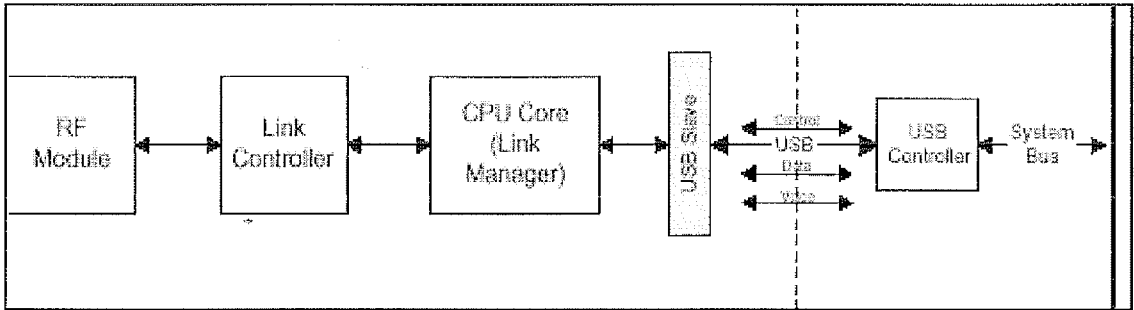 RF
Module
Link
Controller
CPU Core
(Link
Manager)
USB Slave
Control
USB
Data
Voice
USB
Controller
System
Bus